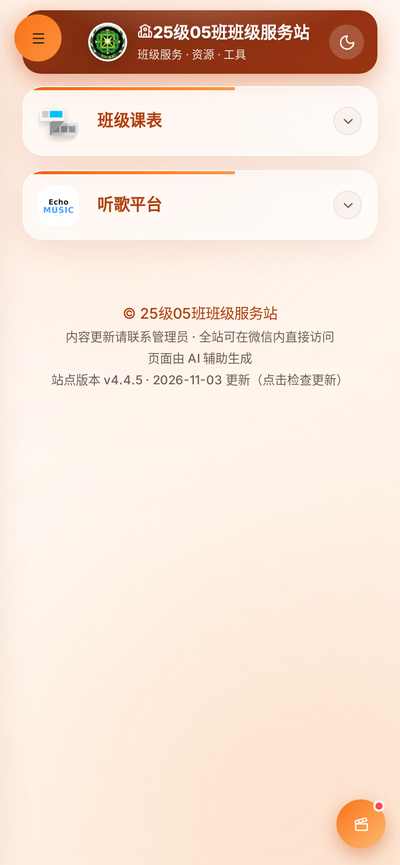 25级05班班级服务站
班级服务 · 资源 · 工具
班级课表
Echo
MUSIC
听歌平台
© 25级05班班级服务站
内容更新请联系管理员 · 全站可在微信内直接访问
页面由 AI 辅助生成
站点版本 v4.4.5 · 2026-11-03 更新（点击检查更新）